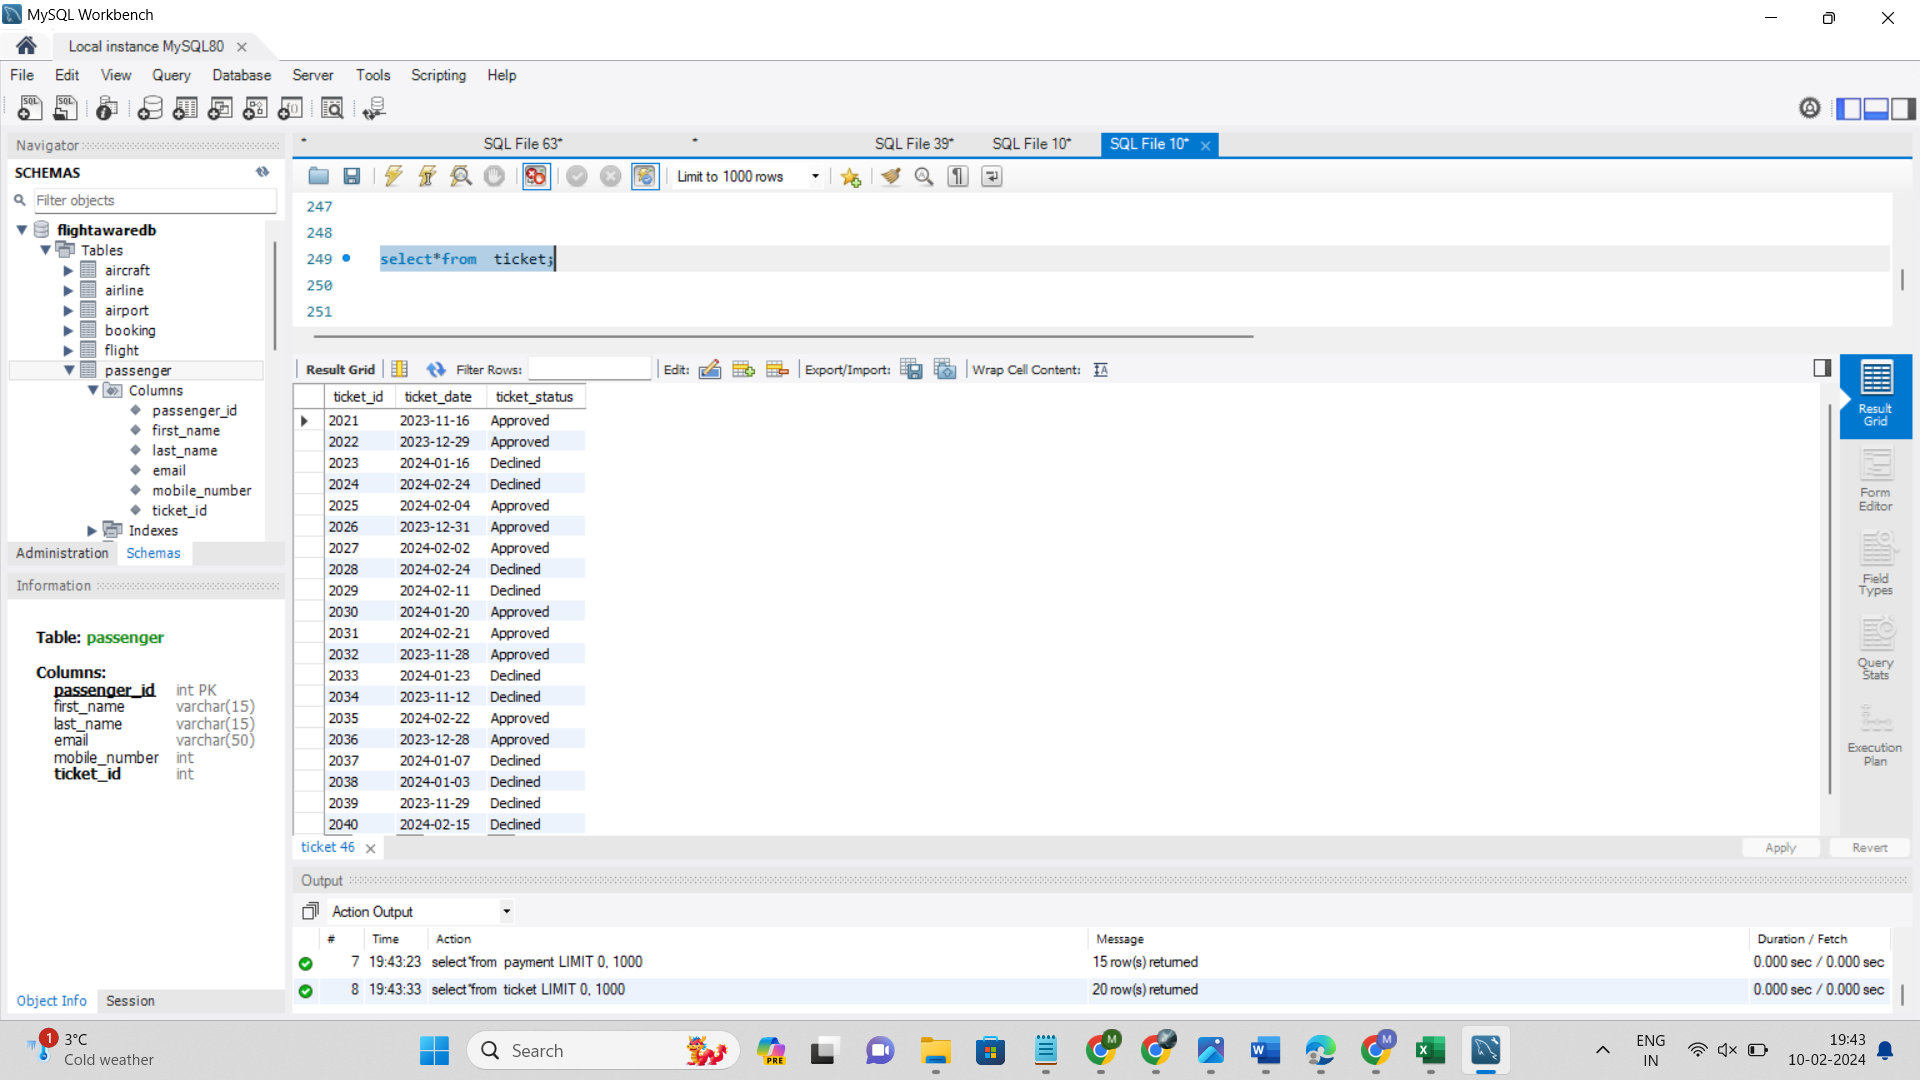 MySQL Workbench
Local instance MySQL80
File Edit View Query Database Server Tools Scripting Help
Navigator
SCHEMAS
Filter objects
flightawaredb
Tables
aircraft
airline
airport
booking
flight
passenger
Columns
passenger_id
first_name
last_name
email
mobile_number
ticket_id
Indexes
Administration Schemas
Information
Table: passenger
Columns:
passenger_id int PK
first_name varchar(15)
last_name varchar(15)
email varchar(50)
mobile_number int
ticket_id int
Object Info Session
* SQL File 63* * SQL File 39* SQL File 10* SQL File 10*
Limit to 1000 rows
247
248
249 select*from ticket;
250
251
Result Grid Filter Rows: Edit: Export/Import: Wrap Cell Content:
ticket_id ticket_date ticket_status
2021 2023-11-16 Approved
2022 2023-12-29 Approved
2023 2024-01-16 Declined
2024 2024-02-24 Declined
2025 2024-02-04 Approved
2026 2023-12-31 Approved
2027 2024-02-02 Approved
2028 2024-02-24 Declined
2029 2024-02-11 Declined
2030 2024-01-20 Approved
2031 2024-02-21 Approved
2032 2023-11-28 Approved
2033 2024-01-23 Declined
2034 2023-11-12 Declined
2035 2024-02-22 Approved
2036 2023-12-28 Approved
2037 2024-01-07 Declined
2038 2024-01-03 Declined
2039 2023-11-29 Declined
2040 2024-02-15 Declined
Result
Grid
Form
Editor
Field
Types
Query
Stats
Execution
Plan
ticket 46
Apply Revert
Output
Action Output
# Time Action Message Duration / Fetch
7 19:43:23 select*from payment LIMIT 0, 1000 15 row(s) returned 0.000 sec / 0.000 sec
8 19:43:33 select*from ticket LIMIT 0, 1000 20 row(s) returned 0.000 sec / 0.000 sec
1
3°C
Cold weather
Search
PRE
M
M
ENG
IN
19:43
10-02-2024